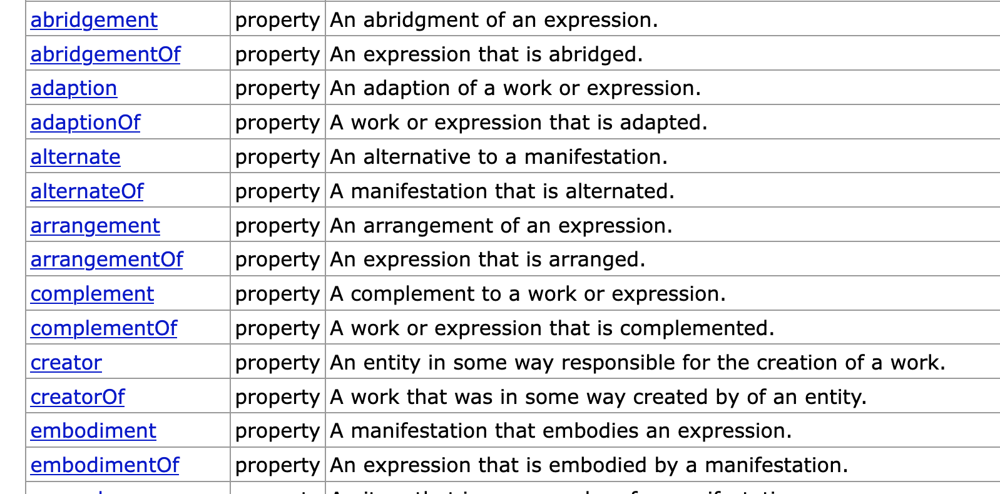 abridgement property An abridgment of an expression.
abridgementOf property An expression that is abridged.
adaption property An adaption of a work or expression.
adaptionOf property A work or expression that is adapted.
alternate property An alternative to a manifestation.
alternateOf property A manifestation that is alternated.
arrangement property An arrangement of an expression.
arrangementOf property An expression that is arranged.
complement property A complement to a work or expression.
complementOf property A work or expression that is complemented.
creator property An entity in some way responsible for the creation of a work.
creatorOf property A work that was in some way created by of an entity.
embodiment property A manifestation that embodies an expression.
embodimentOf property An expression that is embodied by a manifestation.